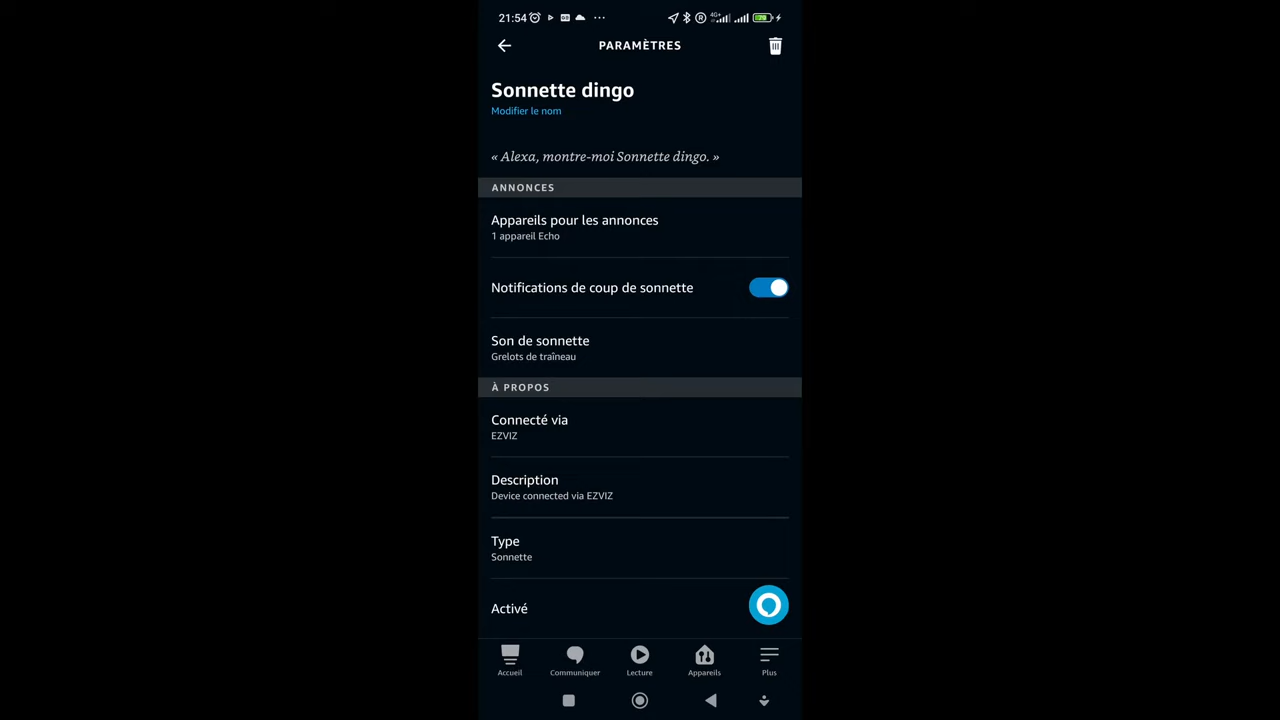 21:54
4G+
PARAMÈTRES
Sonnette dingo
Modifier le nom
« Alexa, montre-moi Sonnette dingo. »
ANNONCES
Appareils pour les annonces
1 appareil Echo
Notifications de coup de sonnette
Son de sonnette
Grelots de traîneau
À PROPOS
Connecté via
EZVIZ
Description
Device connected via EZVIZ
Type
Sonnette
Activé
Accueil Communiquer Lecture Appareils Plus